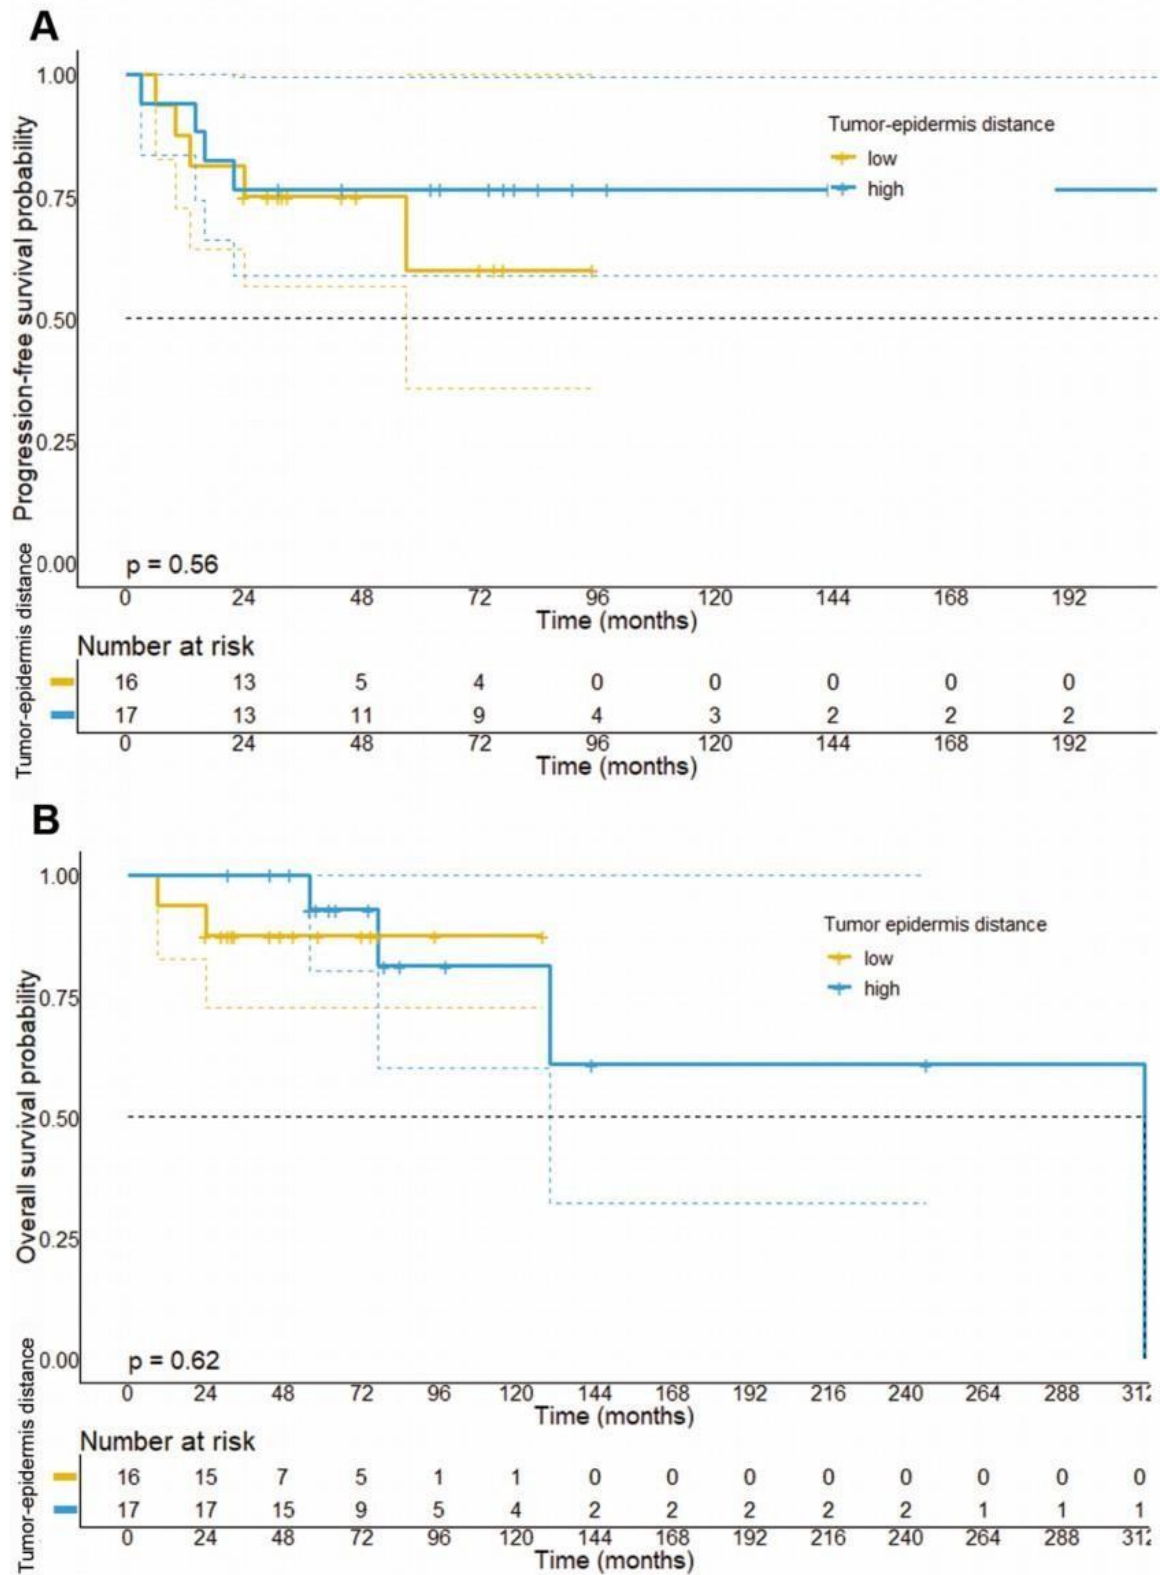 A
Progression-free survival probability
1.00
0.75
0.50
0.25
0.00
Tumor-epidermis distance
low
high
p = 0.56
0 24 48 72 96 120 144 168 192
Time (months)
Tumor-epidermis distance
Number at risk
16 13 5 4 0 0 0 0 0
17 13 11 9 4 3 2 2 2
0 24 48 72 96 120 144 168 192
Time (months)
B
Overall survival probability
1.00
0.75
0.50
0.25
0.00
Tumor epidermis distance
low
high
p = 0.62
0 24 48 72 96 120 144 168 192 216 240 264 288 312
Time (months)
Tumor-epidermis distance
Number at risk
16 15 7 5 1 1 0 0 0 0 0 0 0 0
17 17 15 9 5 4 2 2 2 2 2 1 1 1
0 24 48 72 96 120 144 168 192 216 240 264 288 312
Time (months)